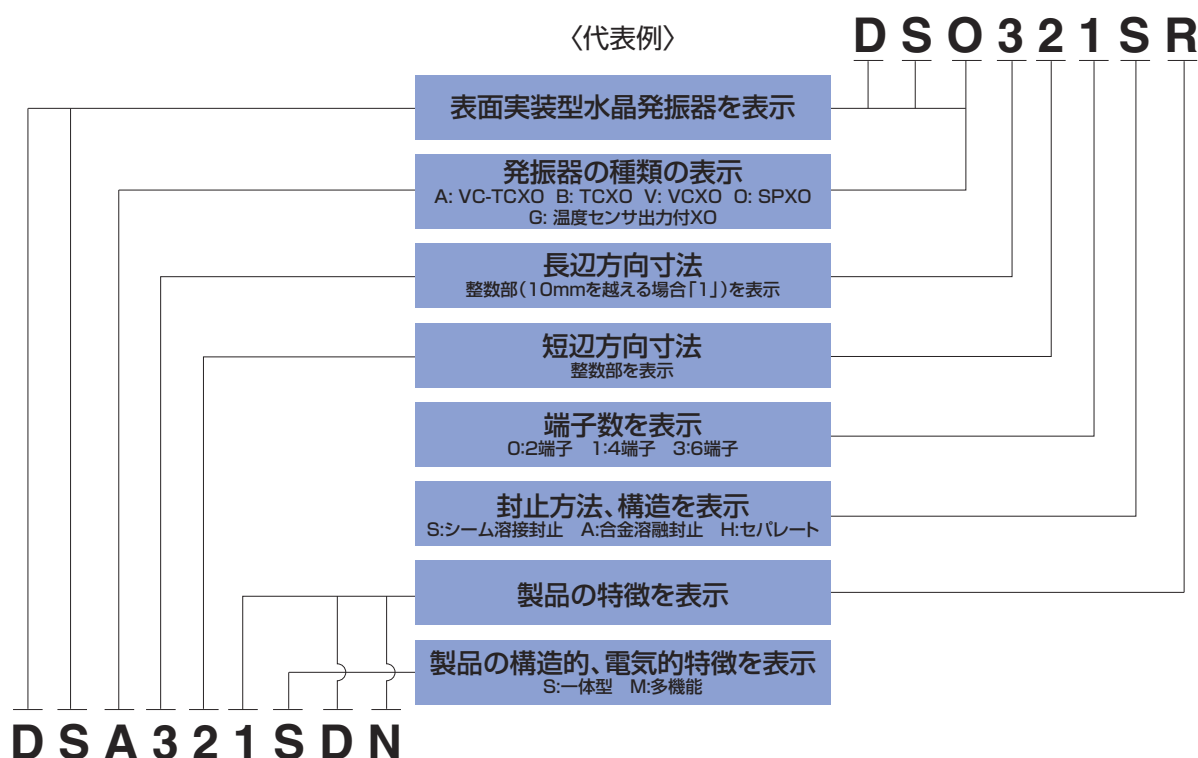 〈代表例〉
DSO321SR
表面実装型水晶発振器を表示
発振器の種類の表示
A: VC-TCXO B: TCXO V: VCXO O: SPXO
G: 温度センサ出力付XO
長辺方向寸法
整数部(10mmを越える場合「1」)を表示
短辺方向寸法
整数部を表示
端子数を表示
0:2端子 1:4端子 3:6端子
封止方法、構造を表示
S:シーム溶接封止 A:合金溶融封止 H:セパレート
製品の特徴を表示
製品の構造的、電気的特徴を表示
S:一体型 M:多機能
DSA321SDN